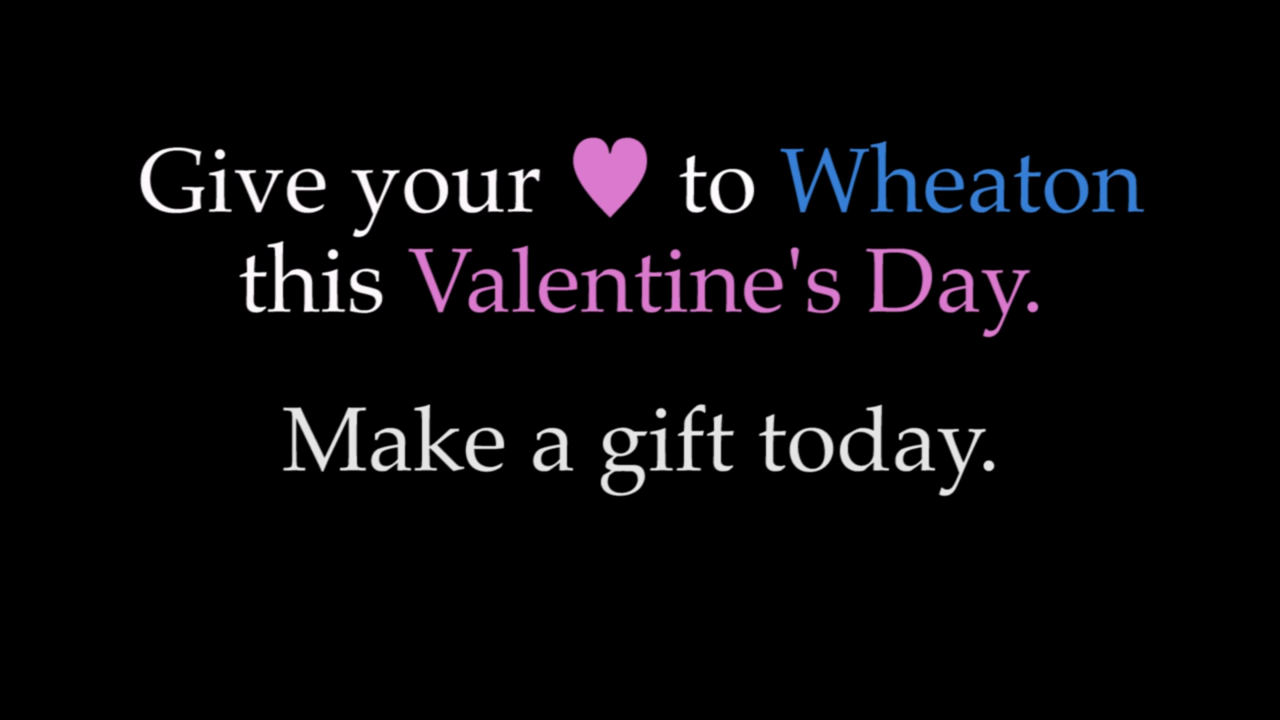 Give your ♥ to Wheaton
this Valentine's Day.
Make a gift today.